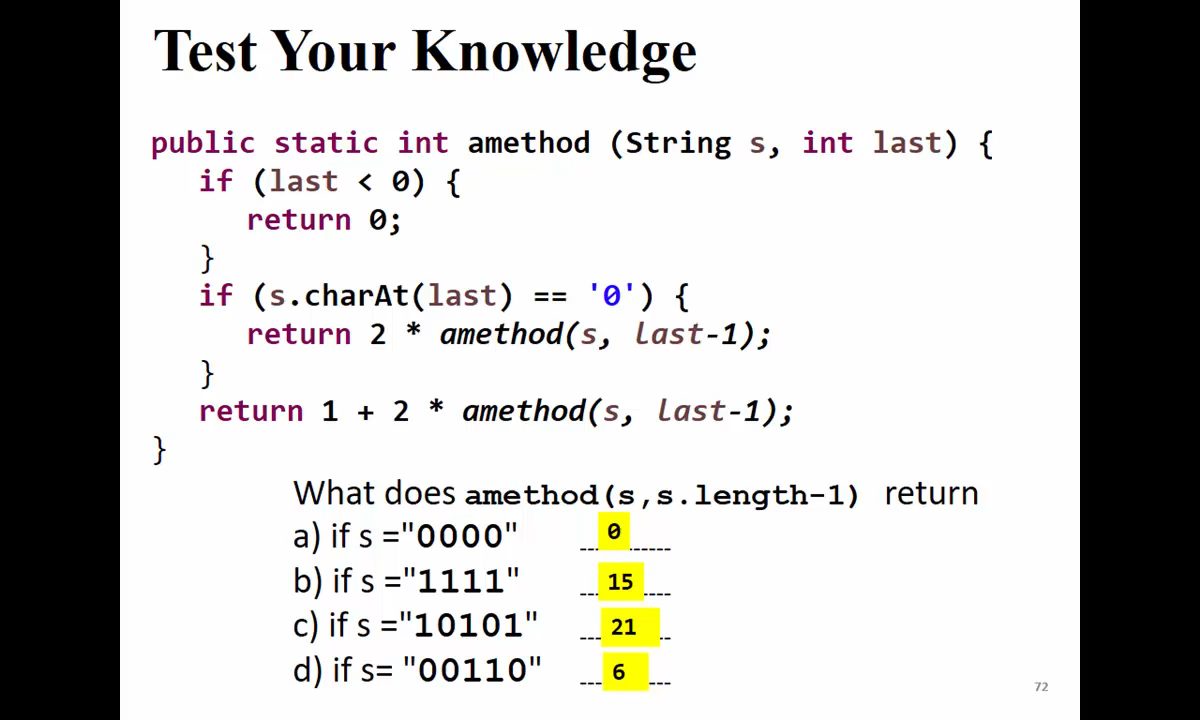 Test Your Knowledge
public static int amethod (String s, int last) {
if (last < 0) {
return 0;
}
if (s.charAt(last) == '0') {
return 2 * amethod(s, last-1);
}
return 1 + 2 * amethod(s, last-1);
}
What does amethod(s,s.length-1) return
a) if s ="0000" 0
b) if s ="1111" 15
c) if s ="10101" 21
d) if s= "00110" 6
72